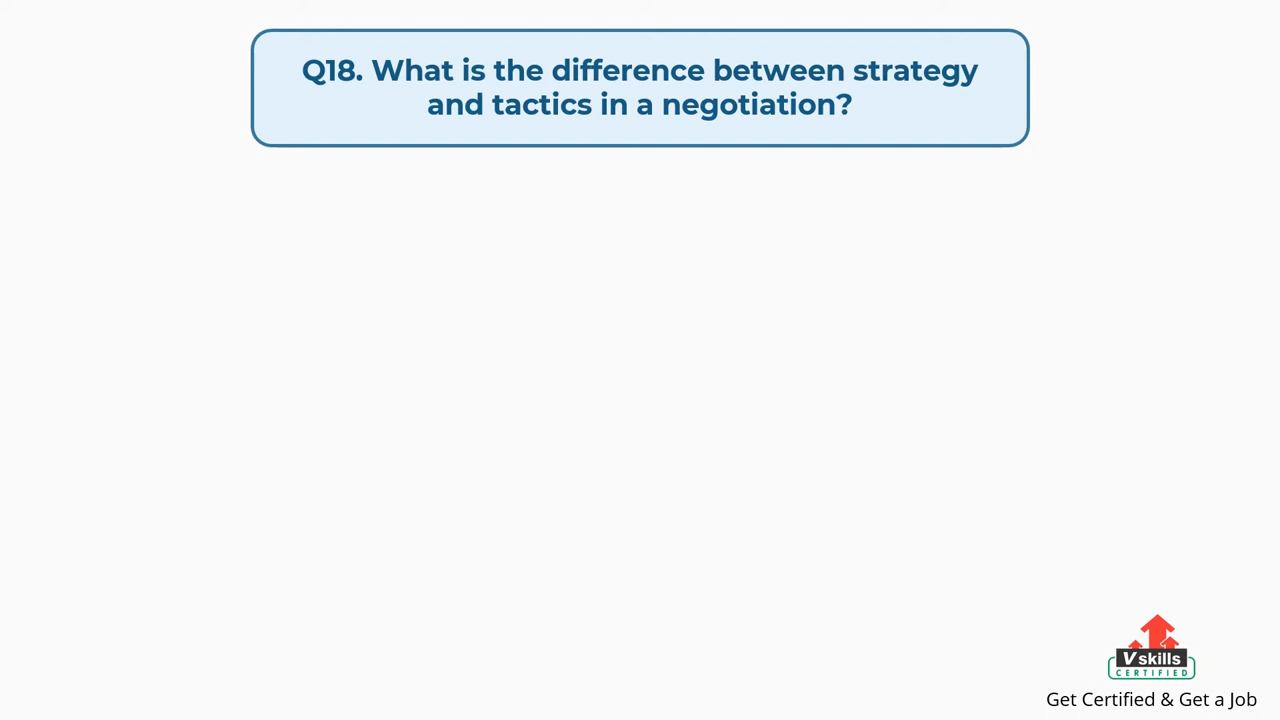 Q18. What is the difference between strategy
and tactics in a negotiation?
Vskills
CERTIFIED
Get Certified & Get a Job